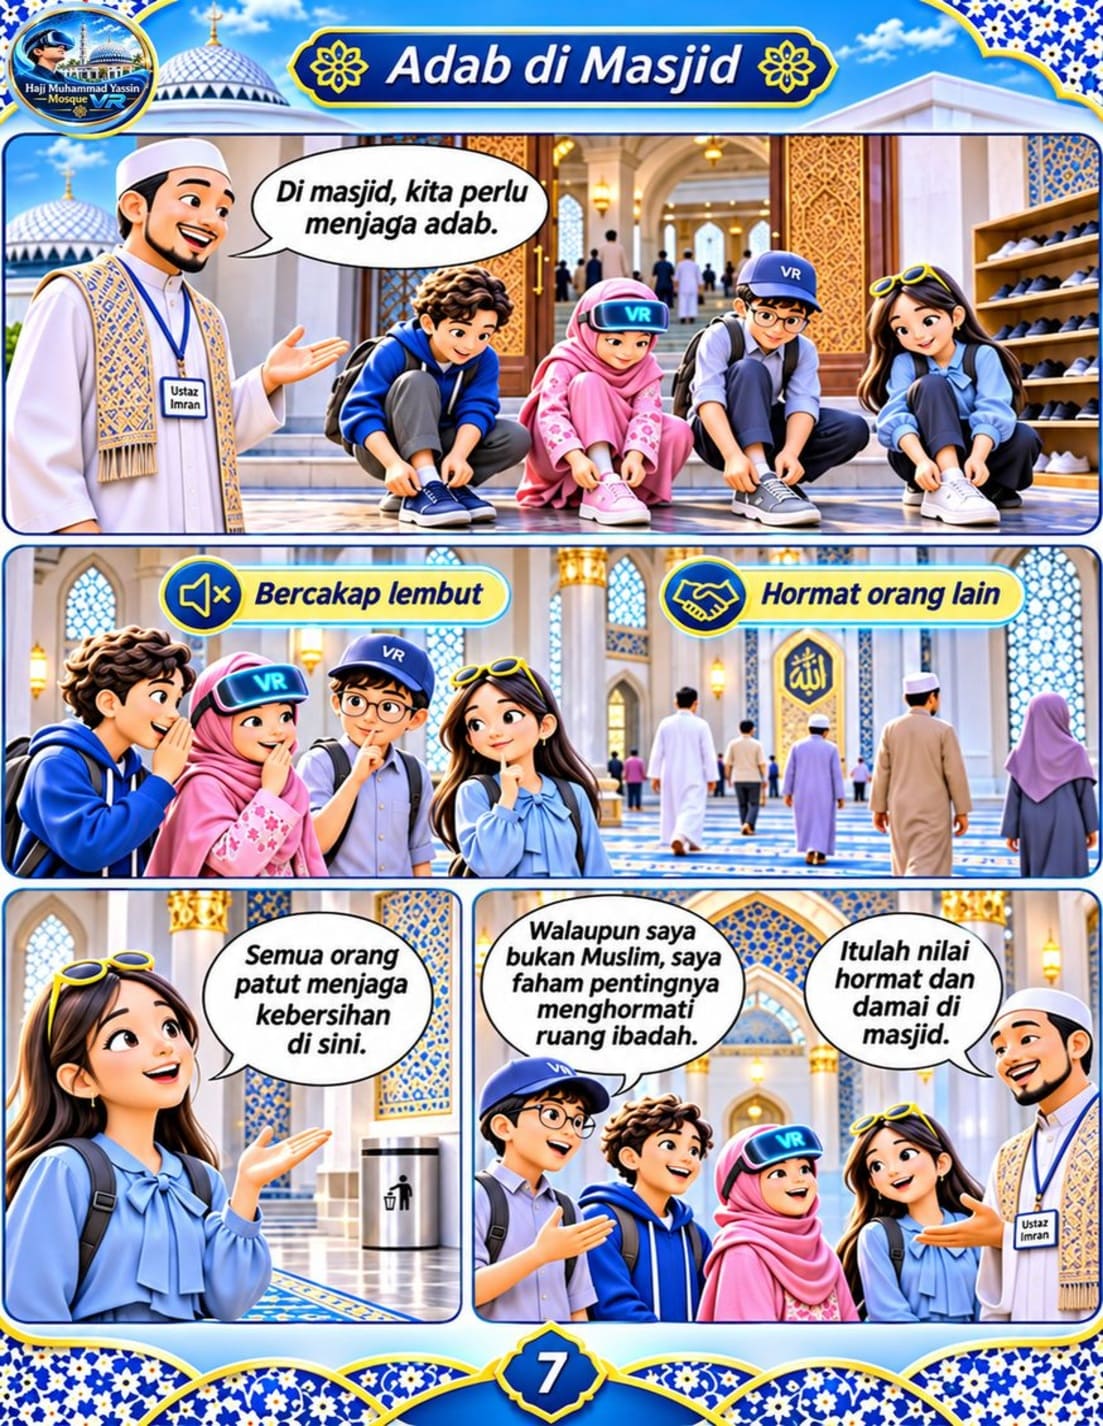 Hajj Muhammad Yassin
Mosque VR
Adab di Masjid
Di masjid, kita perlu
menjaga adab.
Ustaz
Imran
VR
VR
Bercakap lembut
Hormat orang lain
VR
VR
الله
Semua orang
patut menjaga
kebersihan
di sini.
Walaupun saya
bukan Muslim, saya
faham pentingnya
menghormati
ruang ibadah.
Itulah nilai
hormat dan
damai di
masjid.
VR
VR
Ustaz
Imran
7